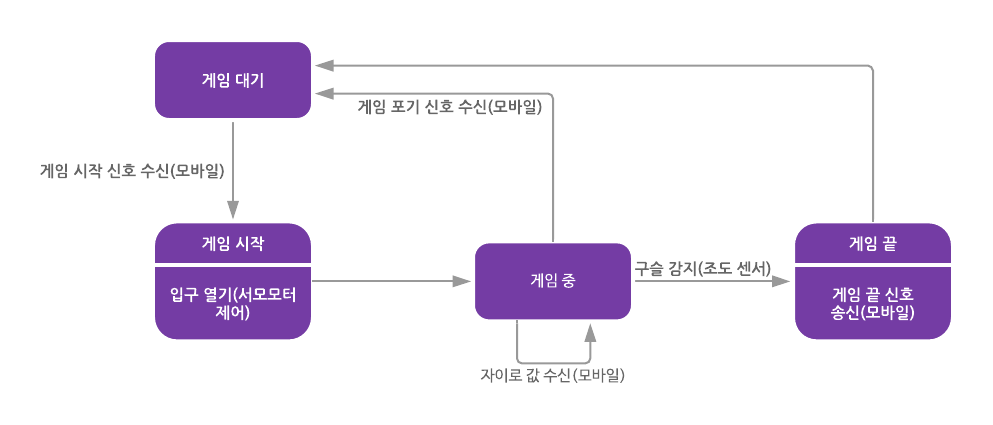 게임 대기
게임 포기 신호 수신(모바일)
게임 시작 신호 수신(모바일)
게임 시작
입구 열기(서모모터
제어)
게임 중
구슬 감지(조도 센서)
게임 끝
게임 끝 신호
송신(모바일)
자이로 값 수신(모바일)